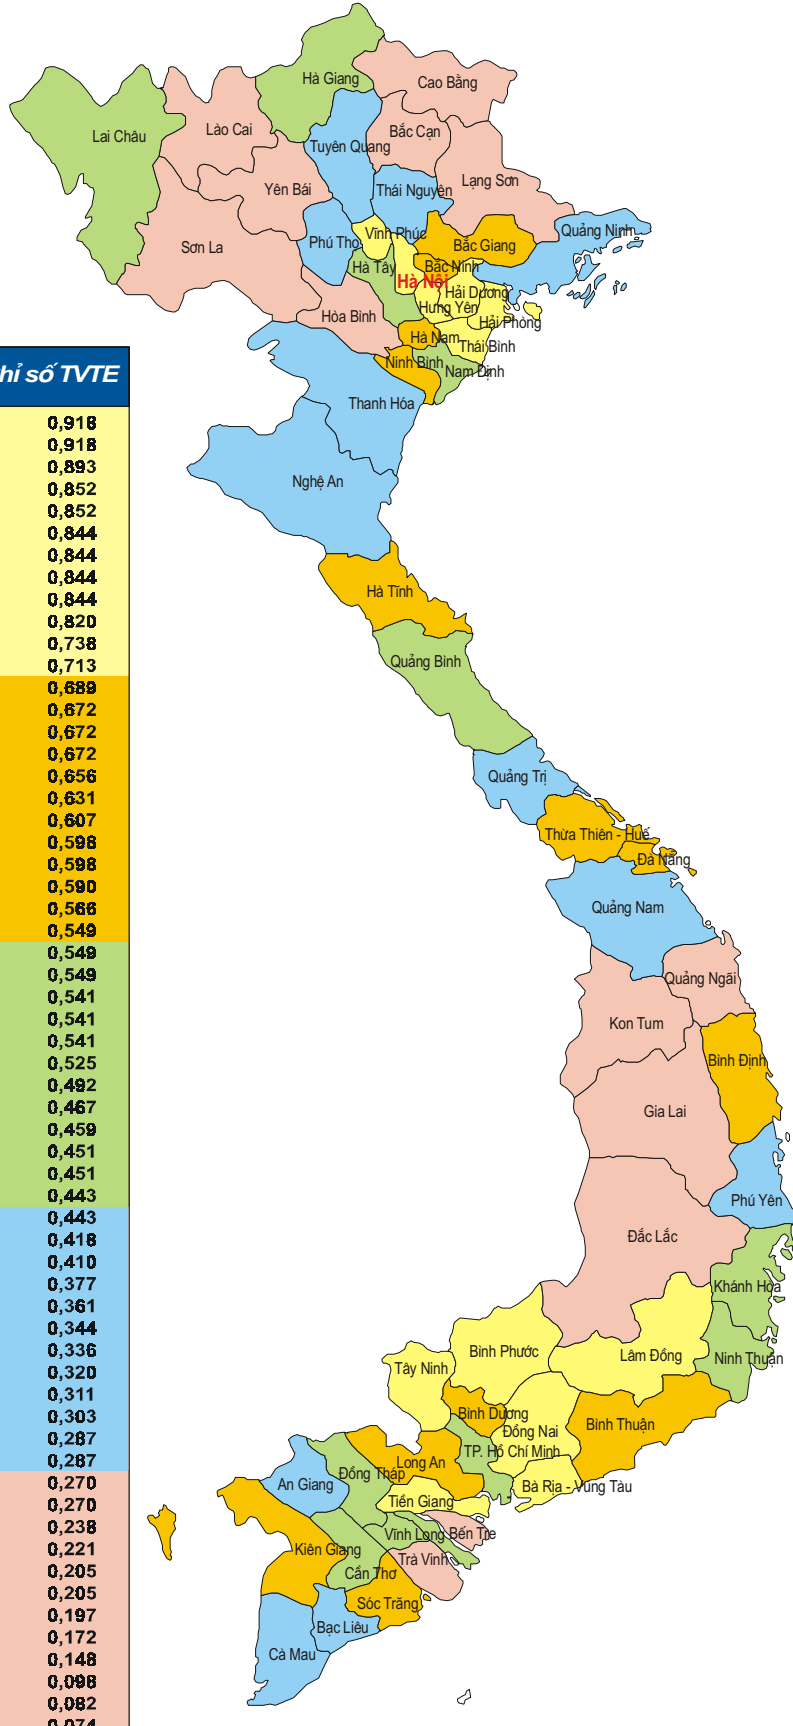 Hà Giang
Cao Bằng
Lai Châu
Lào Cai
Bắc Cạn
Tuyên Quang
Lạng Sơn
Yên Bái
Thái Nguyên
Sơn La
Phú Thọ
Vĩnh Phúc
Bắc Giang
Quảng Ninh
Hà Tây
Bắc Ninh
Hà Nội
Hải Dương
Hưng Yên
Hòa Bình
Hải Phòng
Hà Nam
Thái Bình
Ninh Bình
Nam Định
hỉ số TVTE
Thanh Hóa
0,918
0,918
0,893
0,852
0,852
0,844
0,844
0,844
0,844
0,820
0,738
0,713
0,689
0,672
0,672
0,672
0,656
0,631
0,607
0,598
0,598
0,590
0,566
0,549
0,549
0,549
0,541
0,541
0,541
0,525
0,492
0,467
0,459
0,451
0,451
0,443
0,443
0,418
0,410
0,377
0,361
0,344
0,336
0,320
0,311
0,303
0,287
0,287
0,270
0,270
0,238
0,221
0,205
0,205
0,197
0,172
0,148
0,098
0,082
0,074
Nghệ An
Hà Tĩnh
Quảng Bình
Quảng Trị
Thừa Thiên - Huế
Đà Nẵng
Quảng Nam
Quảng Ngãi
Kon Tum
Bình Định
Gia Lai
Phú Yên
Đắc Lắc
Khánh Hòa
Bình Phước
Lâm Đồng
Ninh Thuận
Tây Ninh
Bình Dương
Bình Thuận
Đồng Nai
TP. Hồ Chí Minh
Long An
Đồng Tháp
An Giang
Bà Rịa - Vũng Tàu
Tiền Giang
Vĩnh Long
Bến Tre
Kiên Giang
Trà Vinh
Cần Thơ
Sóc Trăng
Bạc Liêu
Cà Mau